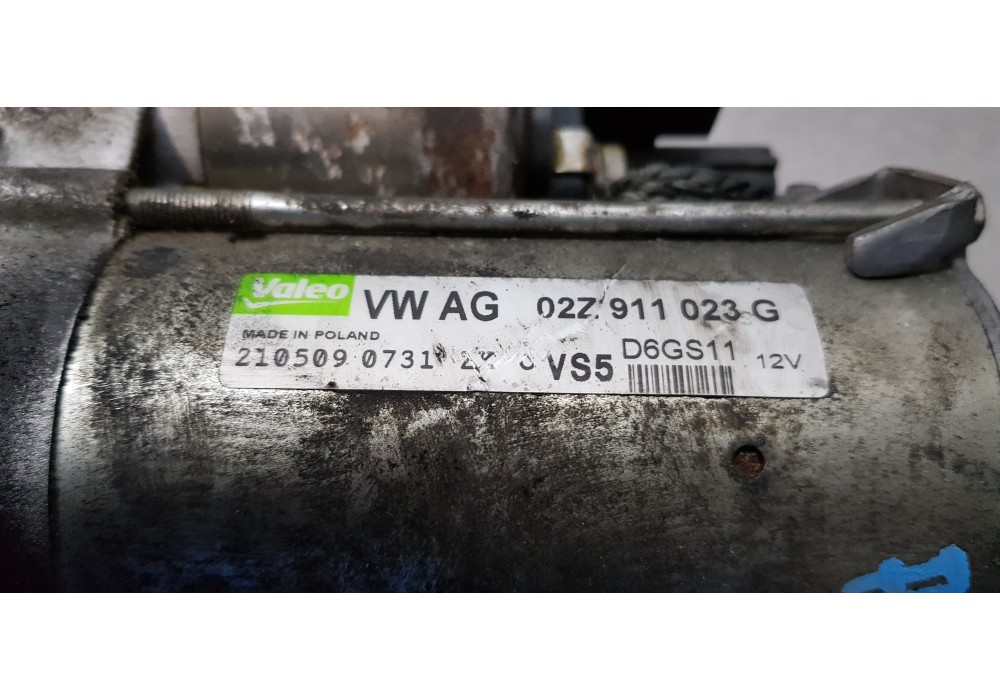 Valeo VW AG 02Z 911 023 G
MADE IN POLAND
210509 0731 VS5 D6GS11 12V